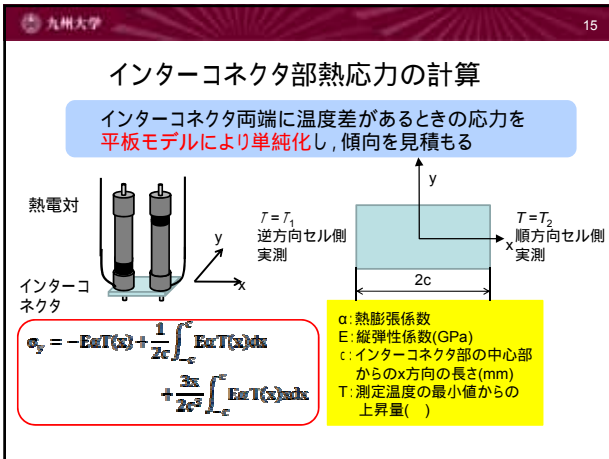 九州大学
15
インターコネクタ部熱応力の計算
インターコネクタ両端に温度差があるときの応力を
平板モデルにより単純化し,傾向を見積もる
熱電対
y
x
インターコ
ネクタ
y
x
T=T₁
逆方向セル側
実測
T=T₂
順方向セル側
実測
2c
σ_y = −EαT(x) + 1/2c ∫_{-c}^{c} EαT(x)dx
+ 3x/2c³ ∫_{-c}^{c} EαT(x)xdx
α:熱膨張係数
E:縦弾性係数(GPa)
c:インターコネクタ部の中心部
からのx方向の長さ(mm)
T:測定温度の最小値からの
上昇量( )